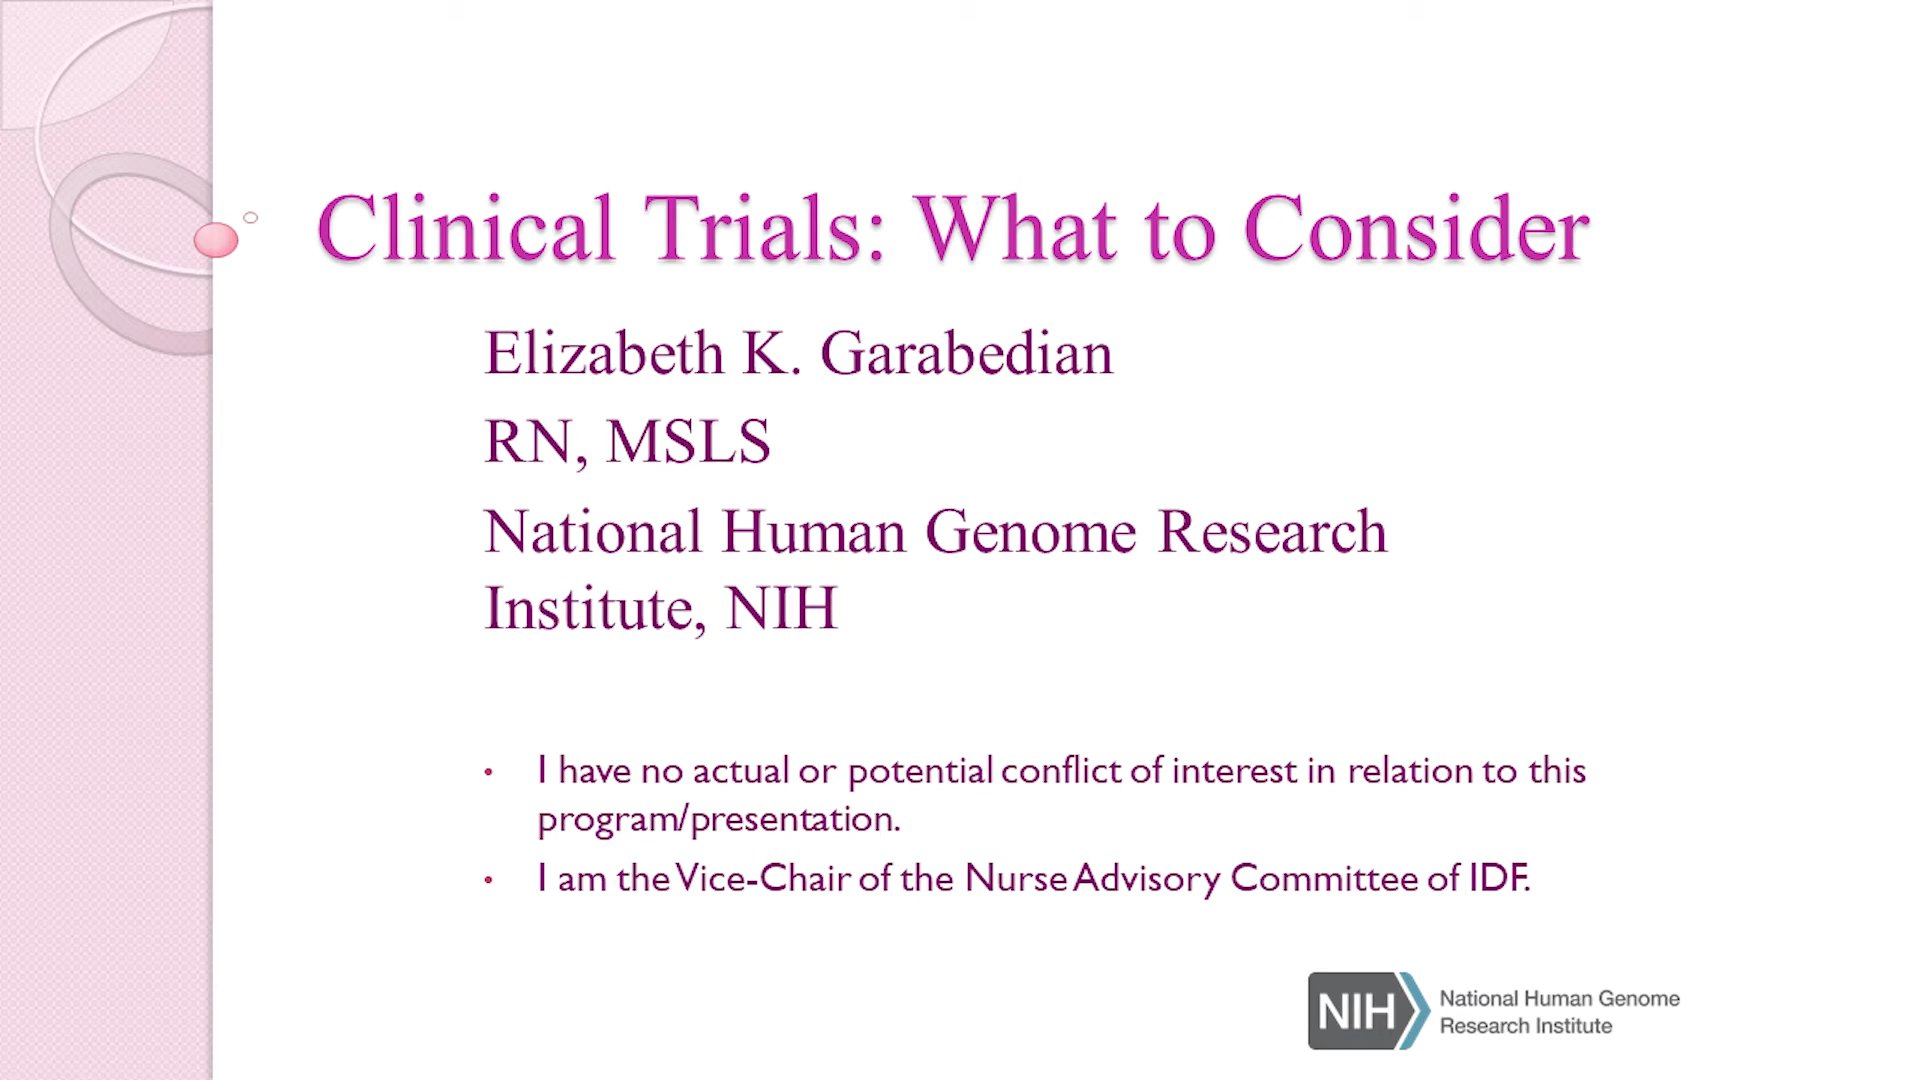 Clinical Trials: What to Consider
Elizabeth K. Garabedian
RN, MSLS
National Human Genome Research
Institute, NIH
• I have no actual or potential conflict of interest in relation to this
program/presentation.
• I am the Vice-Chair of the Nurse Advisory Committee of IDF.
NIH National Human Genome
Research Institute